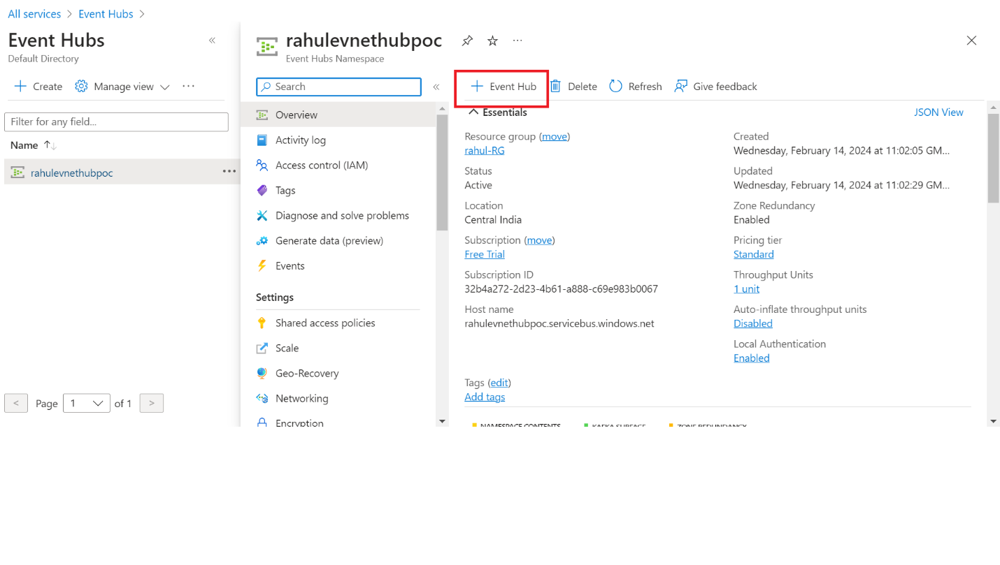 All services > Event Hubs >
Event Hubs
Default Directory
Create
Manage view
Filter for any field...
Name
rahulevnethubpoc
< Page 1 of 1 >
rahulevnethubpoc
Event Hubs Namespace
Search
Overview
Activity log
Access control (IAM)
Tags
Diagnose and solve problems
Generate data (preview)
Events
Settings
Shared access policies
Scale
Geo-Recovery
Networking
Encryption
Event Hub Delete Refresh Give feedback
Essentials
JSON View
Resource group (move)
rahul-RG
Status
Active
Location
Central India
Subscription (move)
Free Trial
Subscription ID
32b4a272-2d23-4b61-a888-c69e983b0067
Host name
rahulevnethubpoc.servicebus.windows.net
Created
Wednesday, February 14, 2024 at 11:02:05 GM...
Updated
Wednesday, February 14, 2024 at 11:02:29 GM...
Zone Redundancy
Enabled
Pricing tier
Standard
Throughput Units
1 unit
Auto-inflate throughput units
Disabled
Local Authentication
Enabled
Tags (edit)
Add tags
NAMESPACE CONTENTS KAFKA SURFACE ZONE REDUNDANCY